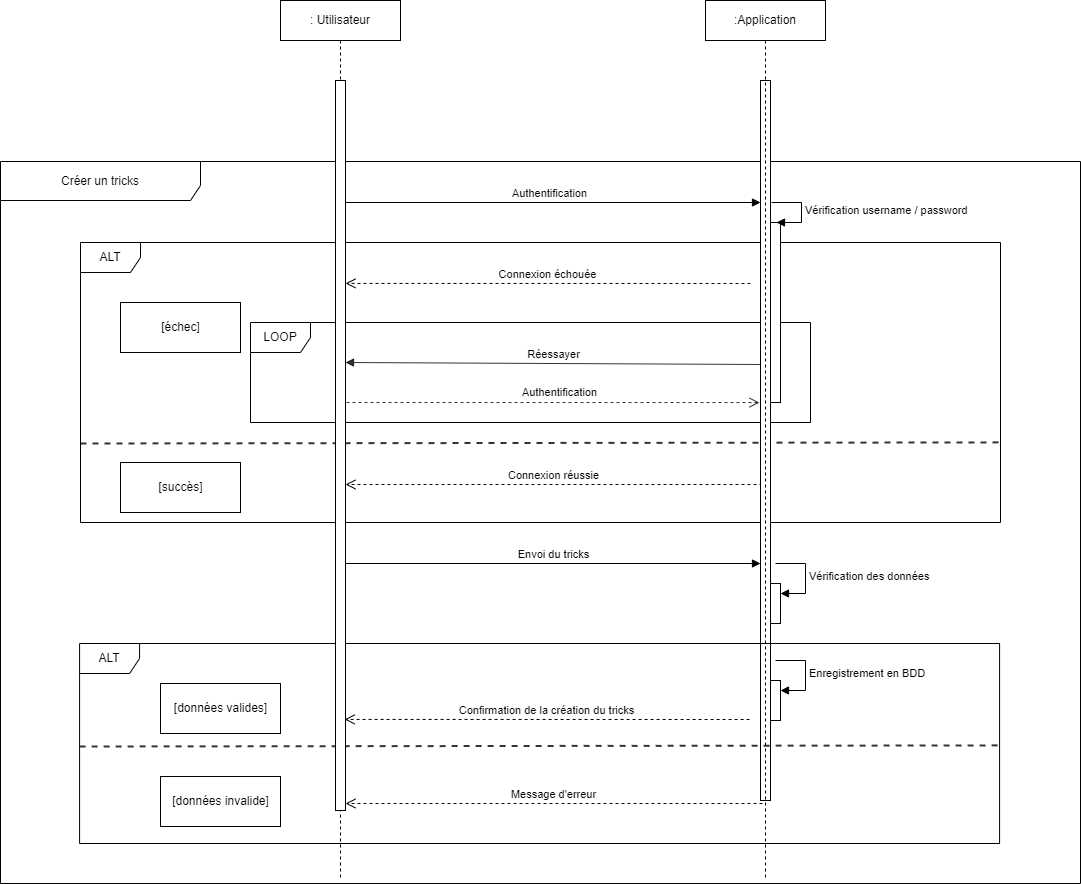 : Utilisateur
:Application
Créer un tricks
Authentification
Vérification username / password
ALT
Connexion échouée
[échec]
LOOP
Réessayer
Authentification
Connexion réussie
[succès]
Envoi du tricks
Vérification des données
ALT
Enregistrement en BDD
[données valides]
Confirmation de la création du tricks
Message d'erreur
[données invalide]